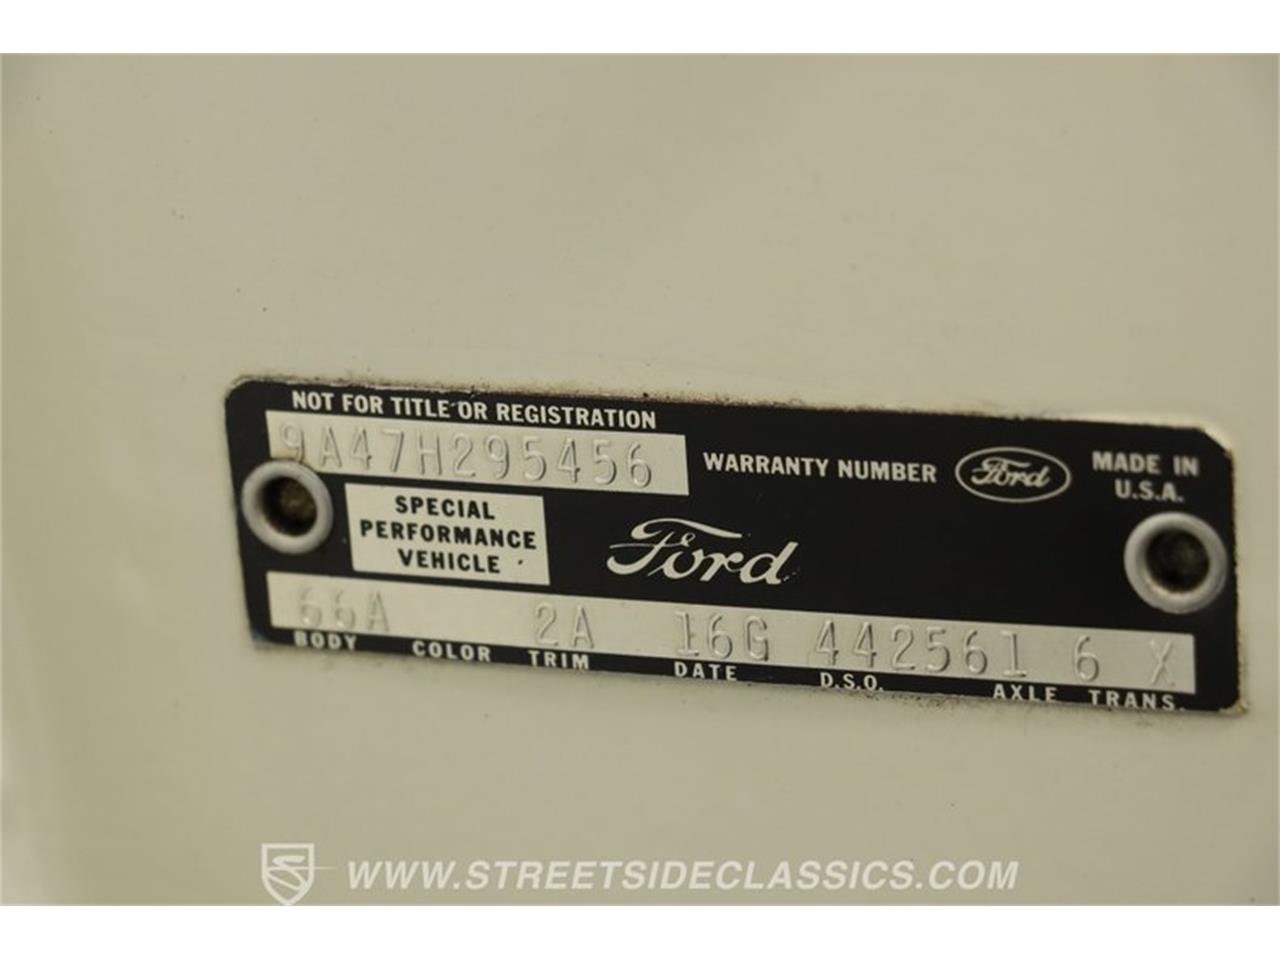 NOT FOR TITLE OR REGISTRATION
9A47H295456
WARRANTY NUMBER
Ford
MADE IN
U.S.A.
SPECIAL
PERFORMANCE
VEHICLE
Ford
66A 2A 16G 442561 6 X
BODY COLOR TRIM DATE D.S.O. AXLE TRANS.
WWW.STREETSIDECLASSICS.COM